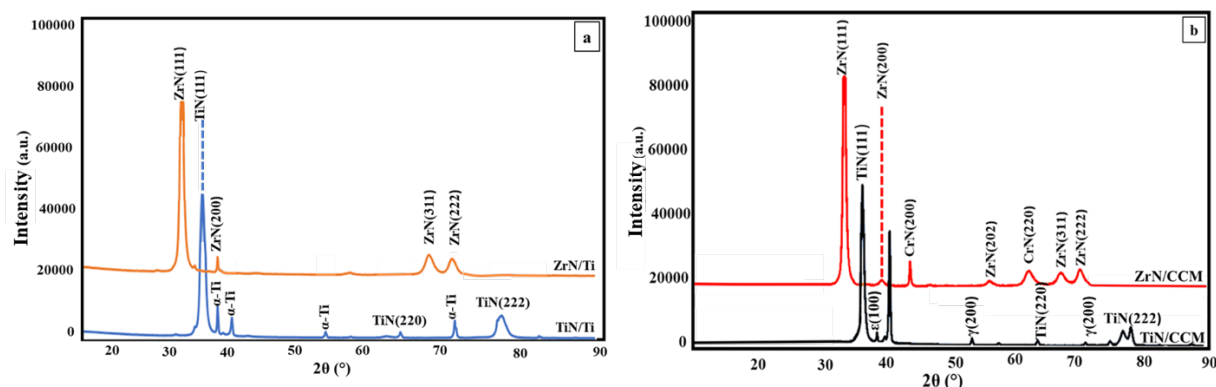 100000
80000
60000
40000
20000
0
Intensity (a.u.)
a
ZrN(111)
TiN(111)
ZrN(200)
ZrN(311)
ZrN(222)
ZrN/Ti
α-Ti
α-Ti
α-Ti
TiN(220)
α-Ti
TiN(222)
TiN/Ti
20 30 40 60 70 80 90
2θ (°)
100000
80000
60000
40000
20000
0
Intensity (a.u.)
b
ZrN(111)
TiN(111)
ZrN(200)
CrN(200)
ZrN(202)
CrN(220)
ZrN(311)
ZrN(222)
ZrN/CCM
ε(100)
γ(200)
TiN(220)
γ(200)
TiN(222)
TiN/CCM
20 30 40 50 60 70 80 90
2θ (°)